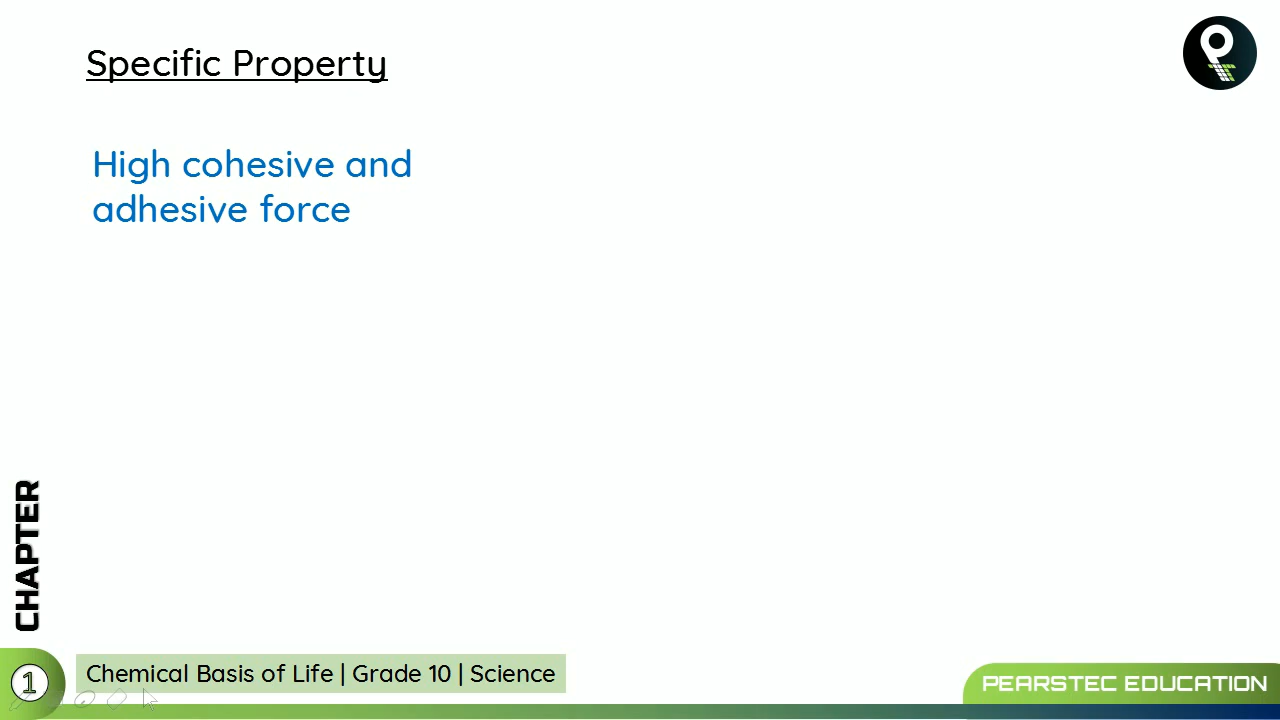 Specific Property
High cohesive and
adhesive force
CHAPTER
1
Chemical Basis of Life | Grade 10 | Science
PEARSTEC EDUCATION